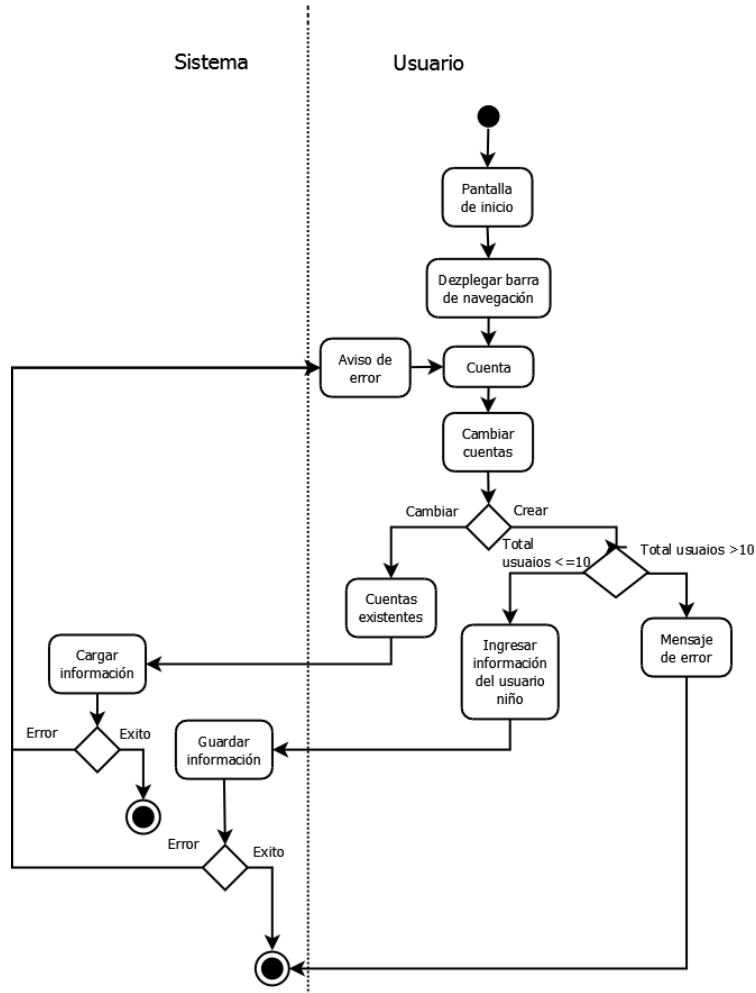 Sistema
Usuario
Pantalla
de inicio
Dezplegar barra
de navegación
Aviso de
error
Cuenta
Cambiar
cuentas
Cambiar
Crear
Total
usuaios <=10
Total usuaios >10
Cuentas
existentes
Ingresar
información
del usuario
niño
Mensaje
de error
Cargar
información
Error
Exito
Guardar
información
Error
Exito